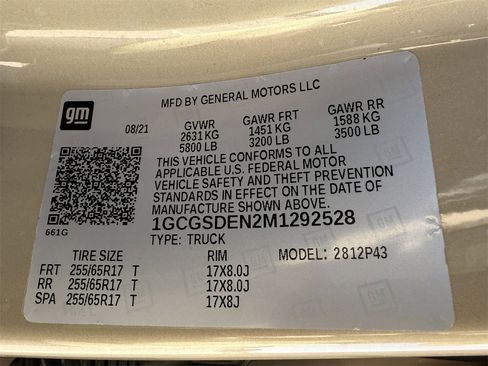 gm
MFD BY GENERAL MOTORS LLC
08/21 GVWR GAWR FRT GAWR RR
2631 KG 1451 KG 1588 KG
5800 LB 3200 LB 3500 LB
THIS VEHICLE CONFORMS TO ALL
APPLICABLE U.S. FEDERAL MOTOR
VEHICLE SAFETY AND THEFT PREVENTION
STANDARDS IN EFFECT ON THE DATE OF
MANUFACTURE SHOWN ABOVE.
661G 1GCGSDEN2M1292528
TYPE: TRUCK MODEL: 2812P43
TIRE SIZE RIM
FRT 255/65R17 T 17X8.0J
RR 255/65R17 T 17X8.0J
SPA 255/65R17 T 17X8J